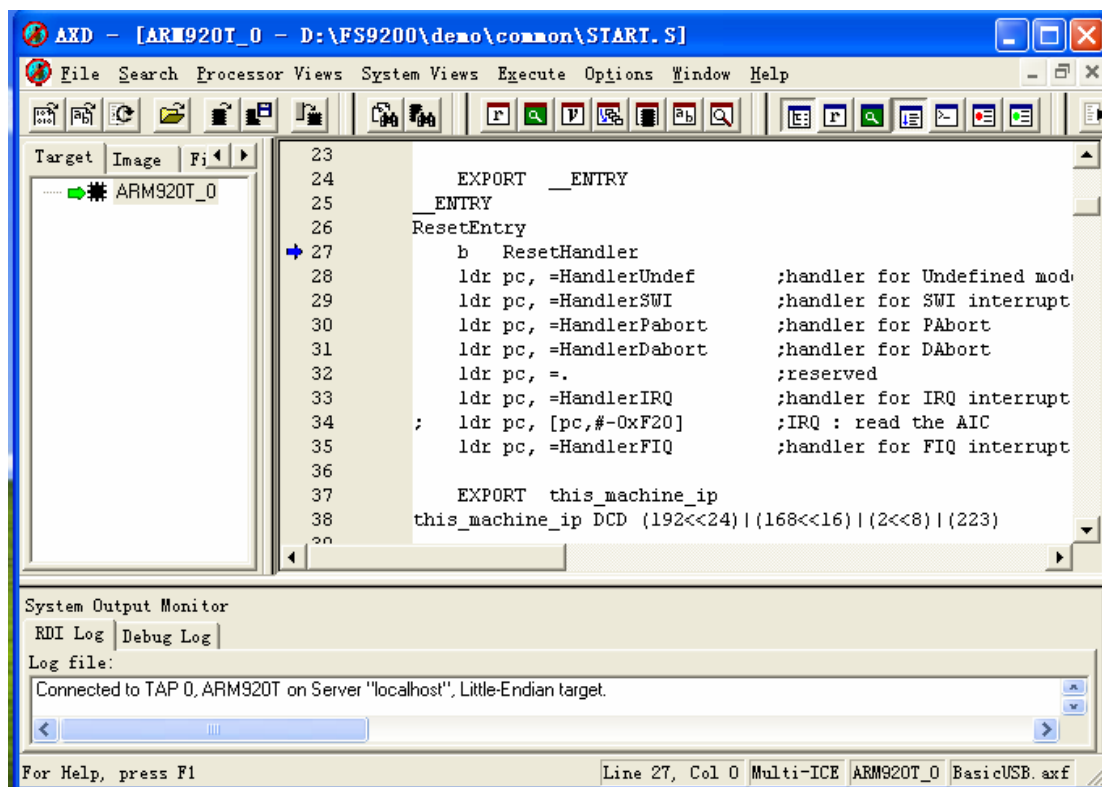 AXD - [ARM920T_0 - D:\FS9200\demo\common\START.S]
File Search Processor Views System Views Execute Options Window Help
Target Image Fi
ARM920T_0
23
24 EXPORT __ENTRY
25 __ENTRY
26 ResetEntry
27 b ResetHandler
28 ldr pc, =HandlerUndef ;handler for Undefined mod
29 ldr pc, =HandlerSWI ;handler for SWI interrupt
30 ldr pc, =HandlerPabort ;handler for PAbort
31 ldr pc, =HandlerDabort ;handler for DAbort
32 ldr pc, =. ;reserved
33 ldr pc, =HandlerIRQ ;handler for IRQ interrupt
34 ; ldr pc, [pc,#-0xF20] ;IRQ : read the AIC
35 ldr pc, =HandlerFIQ ;handler for FIQ interrupt
36
37 EXPORT this_machine_ip
38 this_machine_ip DCD (192<<24)|(168<<16)|(2<<8)|(223)
39
System Output Monitor
RDI Log Debug Log
Log file:
Connected to TAP 0, ARM920T on Server "localhost", Little-Endian target.
For Help, press F1 Line 27, Col 0 Multi-ICE ARM920T_0 BasicUSB.axf